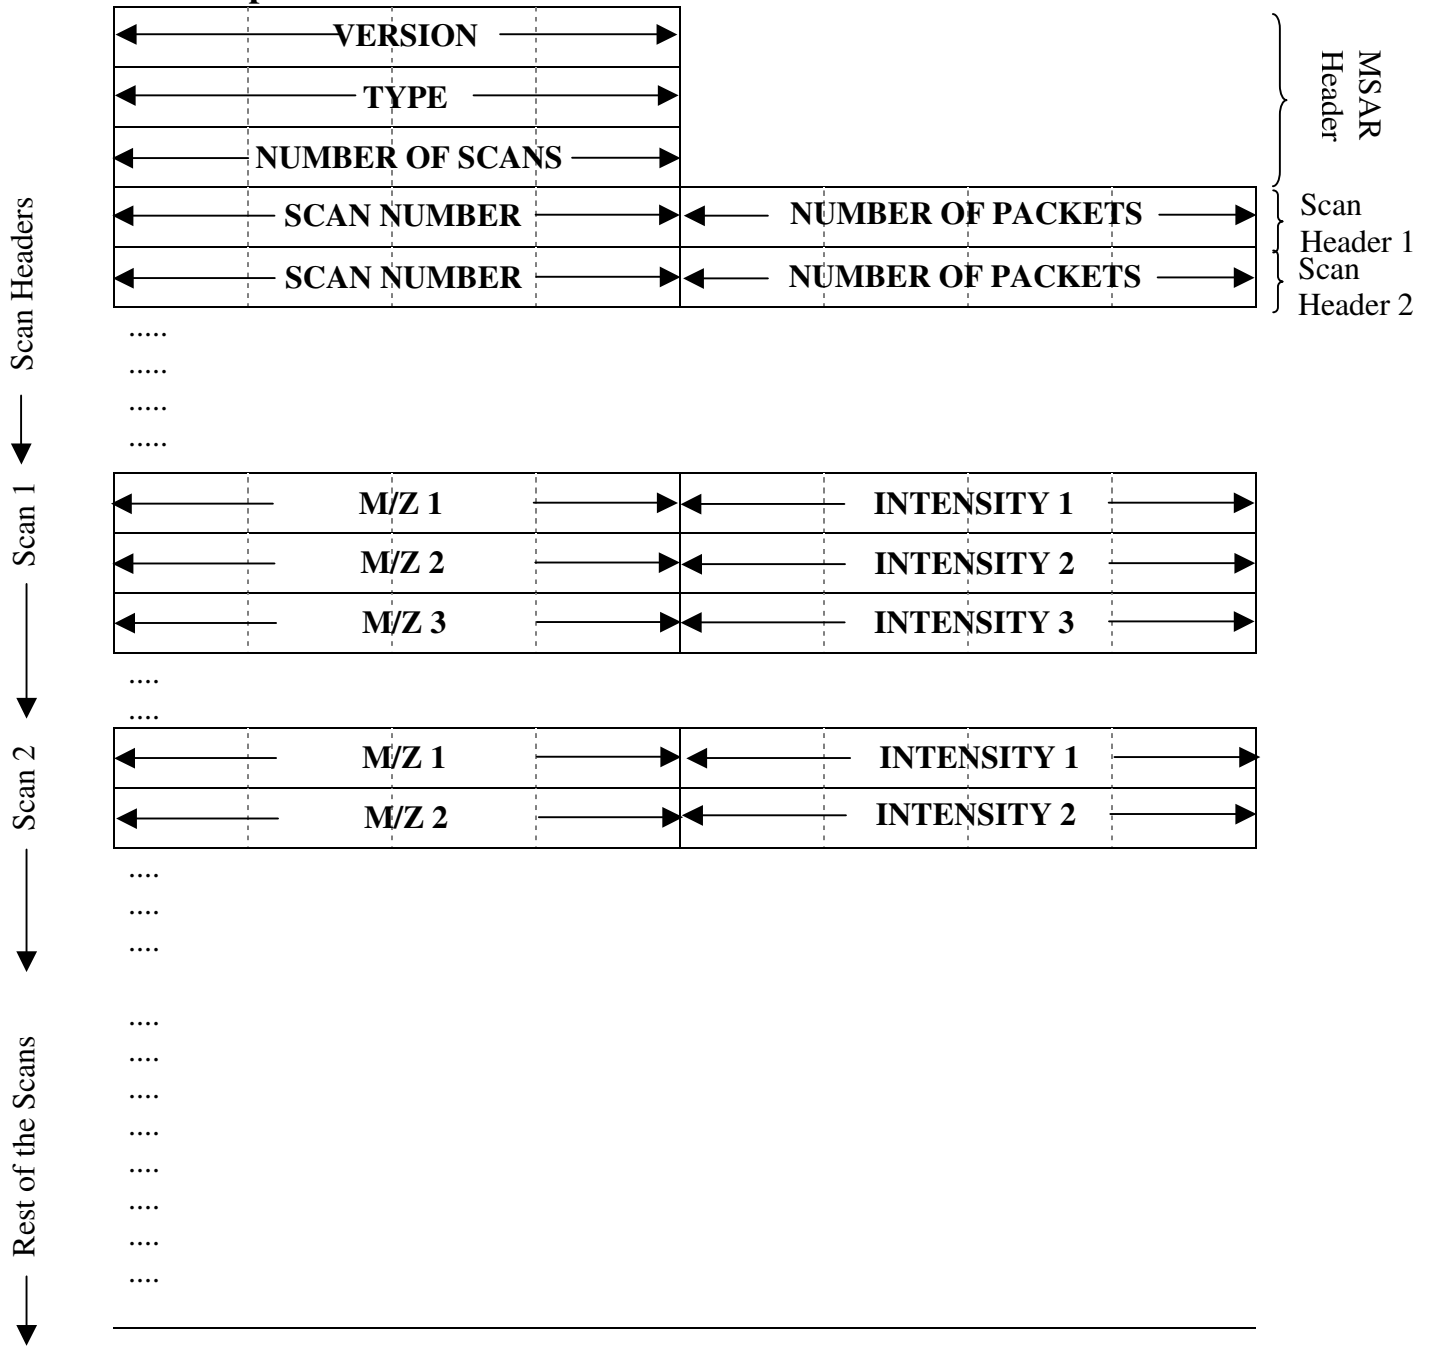 VERSION
TYPE
NUMBER OF SCANS
MSAR
Header
SCAN NUMBER NUMBER OF PACKETS
Scan
Header 1
SCAN NUMBER NUMBER OF PACKETS
Scan
Header 2
Scan Headers
.....
.....
.....
.....
Scan 1
M/Z 1 INTENSITY 1
M/Z 2 INTENSITY 2
M/Z 3 INTENSITY 3
....
....
Scan 2
M/Z 1 INTENSITY 1
M/Z 2 INTENSITY 2
....
....
....
Rest of the Scans
....
....
....
....
....
....
....
....